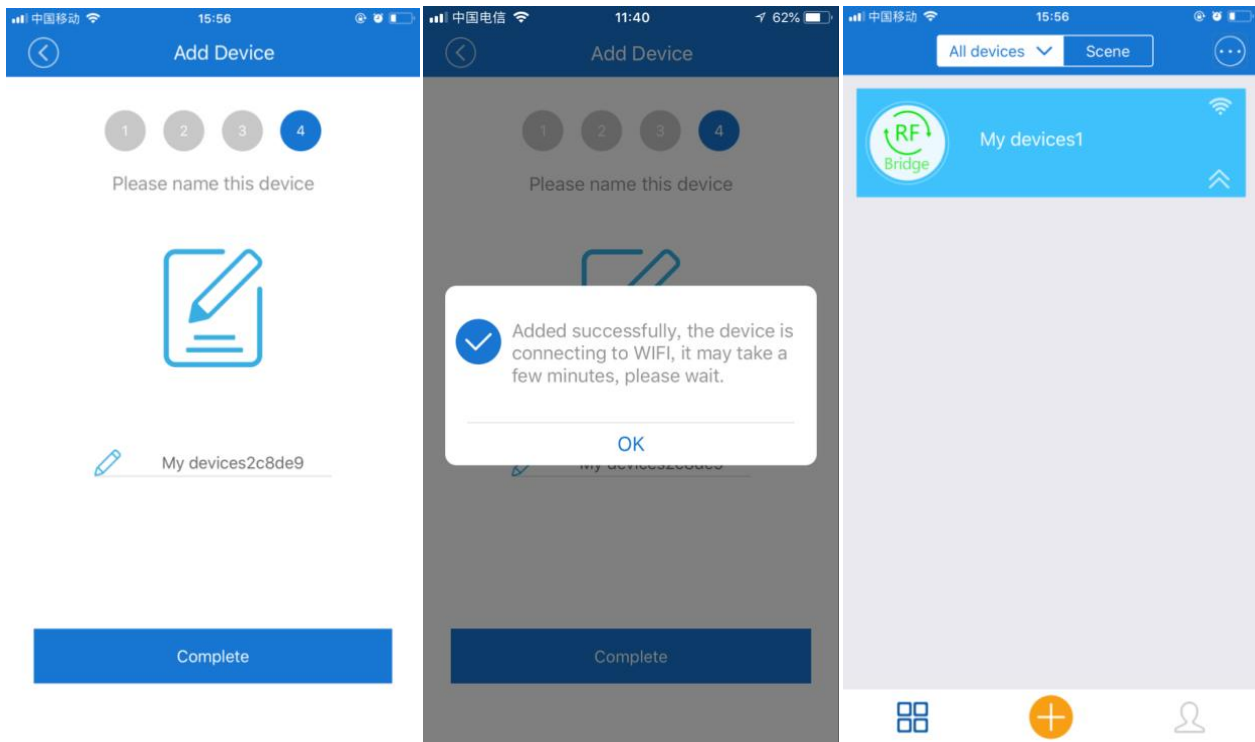 中国移动 15:56
Add Device
1 2 3 4
Please name this device
My devices2c8de9
Complete
中国电信 11:40 62%
Add Device
1 2 3 4
Please name this device
Added successfully, the device is
connecting to WIFI, it may take a
few minutes, please wait.
OK
My devices2c8de9
Complete
中国移动 15:56
All devices Scene
RF
Bridge
My devices1